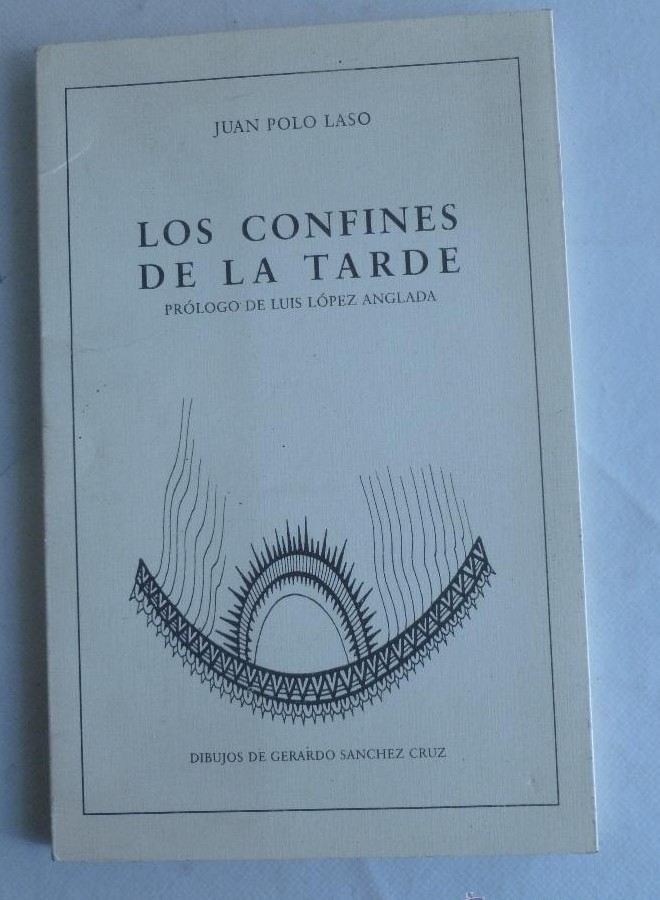 JUAN POLO LASO
LOS CONFINES
DE LA TARDE
PRÓLOGO DE LUIS LÓPEZ ANGLADA
DIBUJOS DE GERARDO SANCHEZ CRUZ